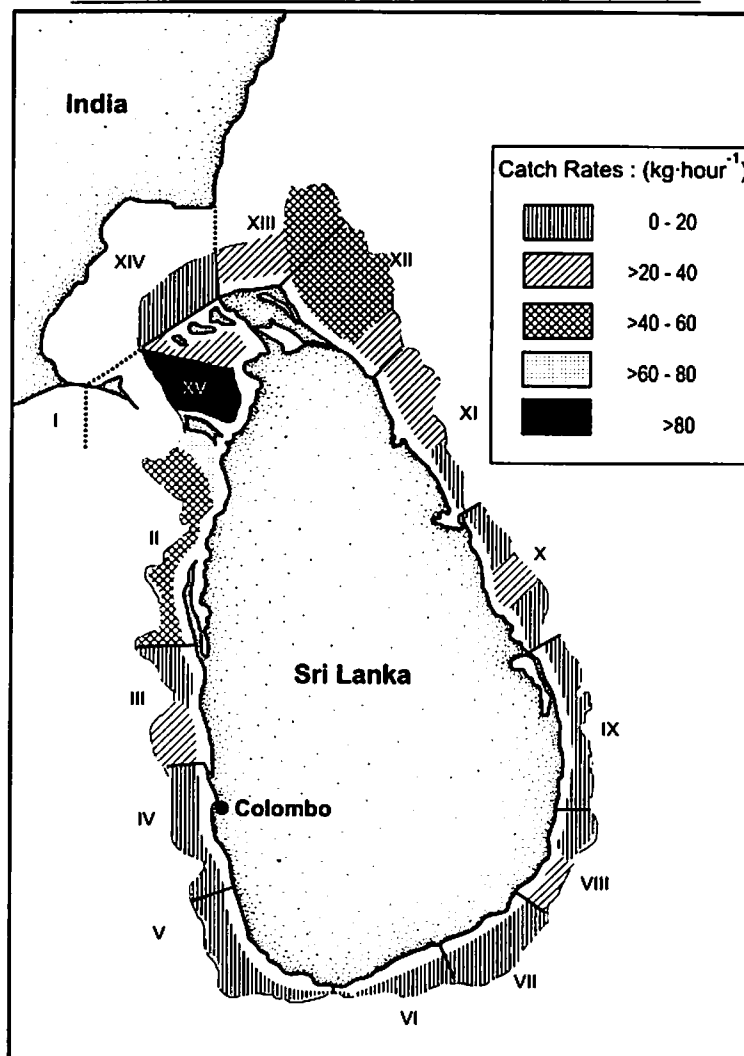 India
Catch Rates : (kg·hour⁻¹)
0 - 20
>20 - 40
>40 - 60
>60 - 80
>80
XIII
XIV
XII
XV
I
XI
II
X
Sri Lanka
III
IX
IV
Colombo
VIII
V
VII
VI